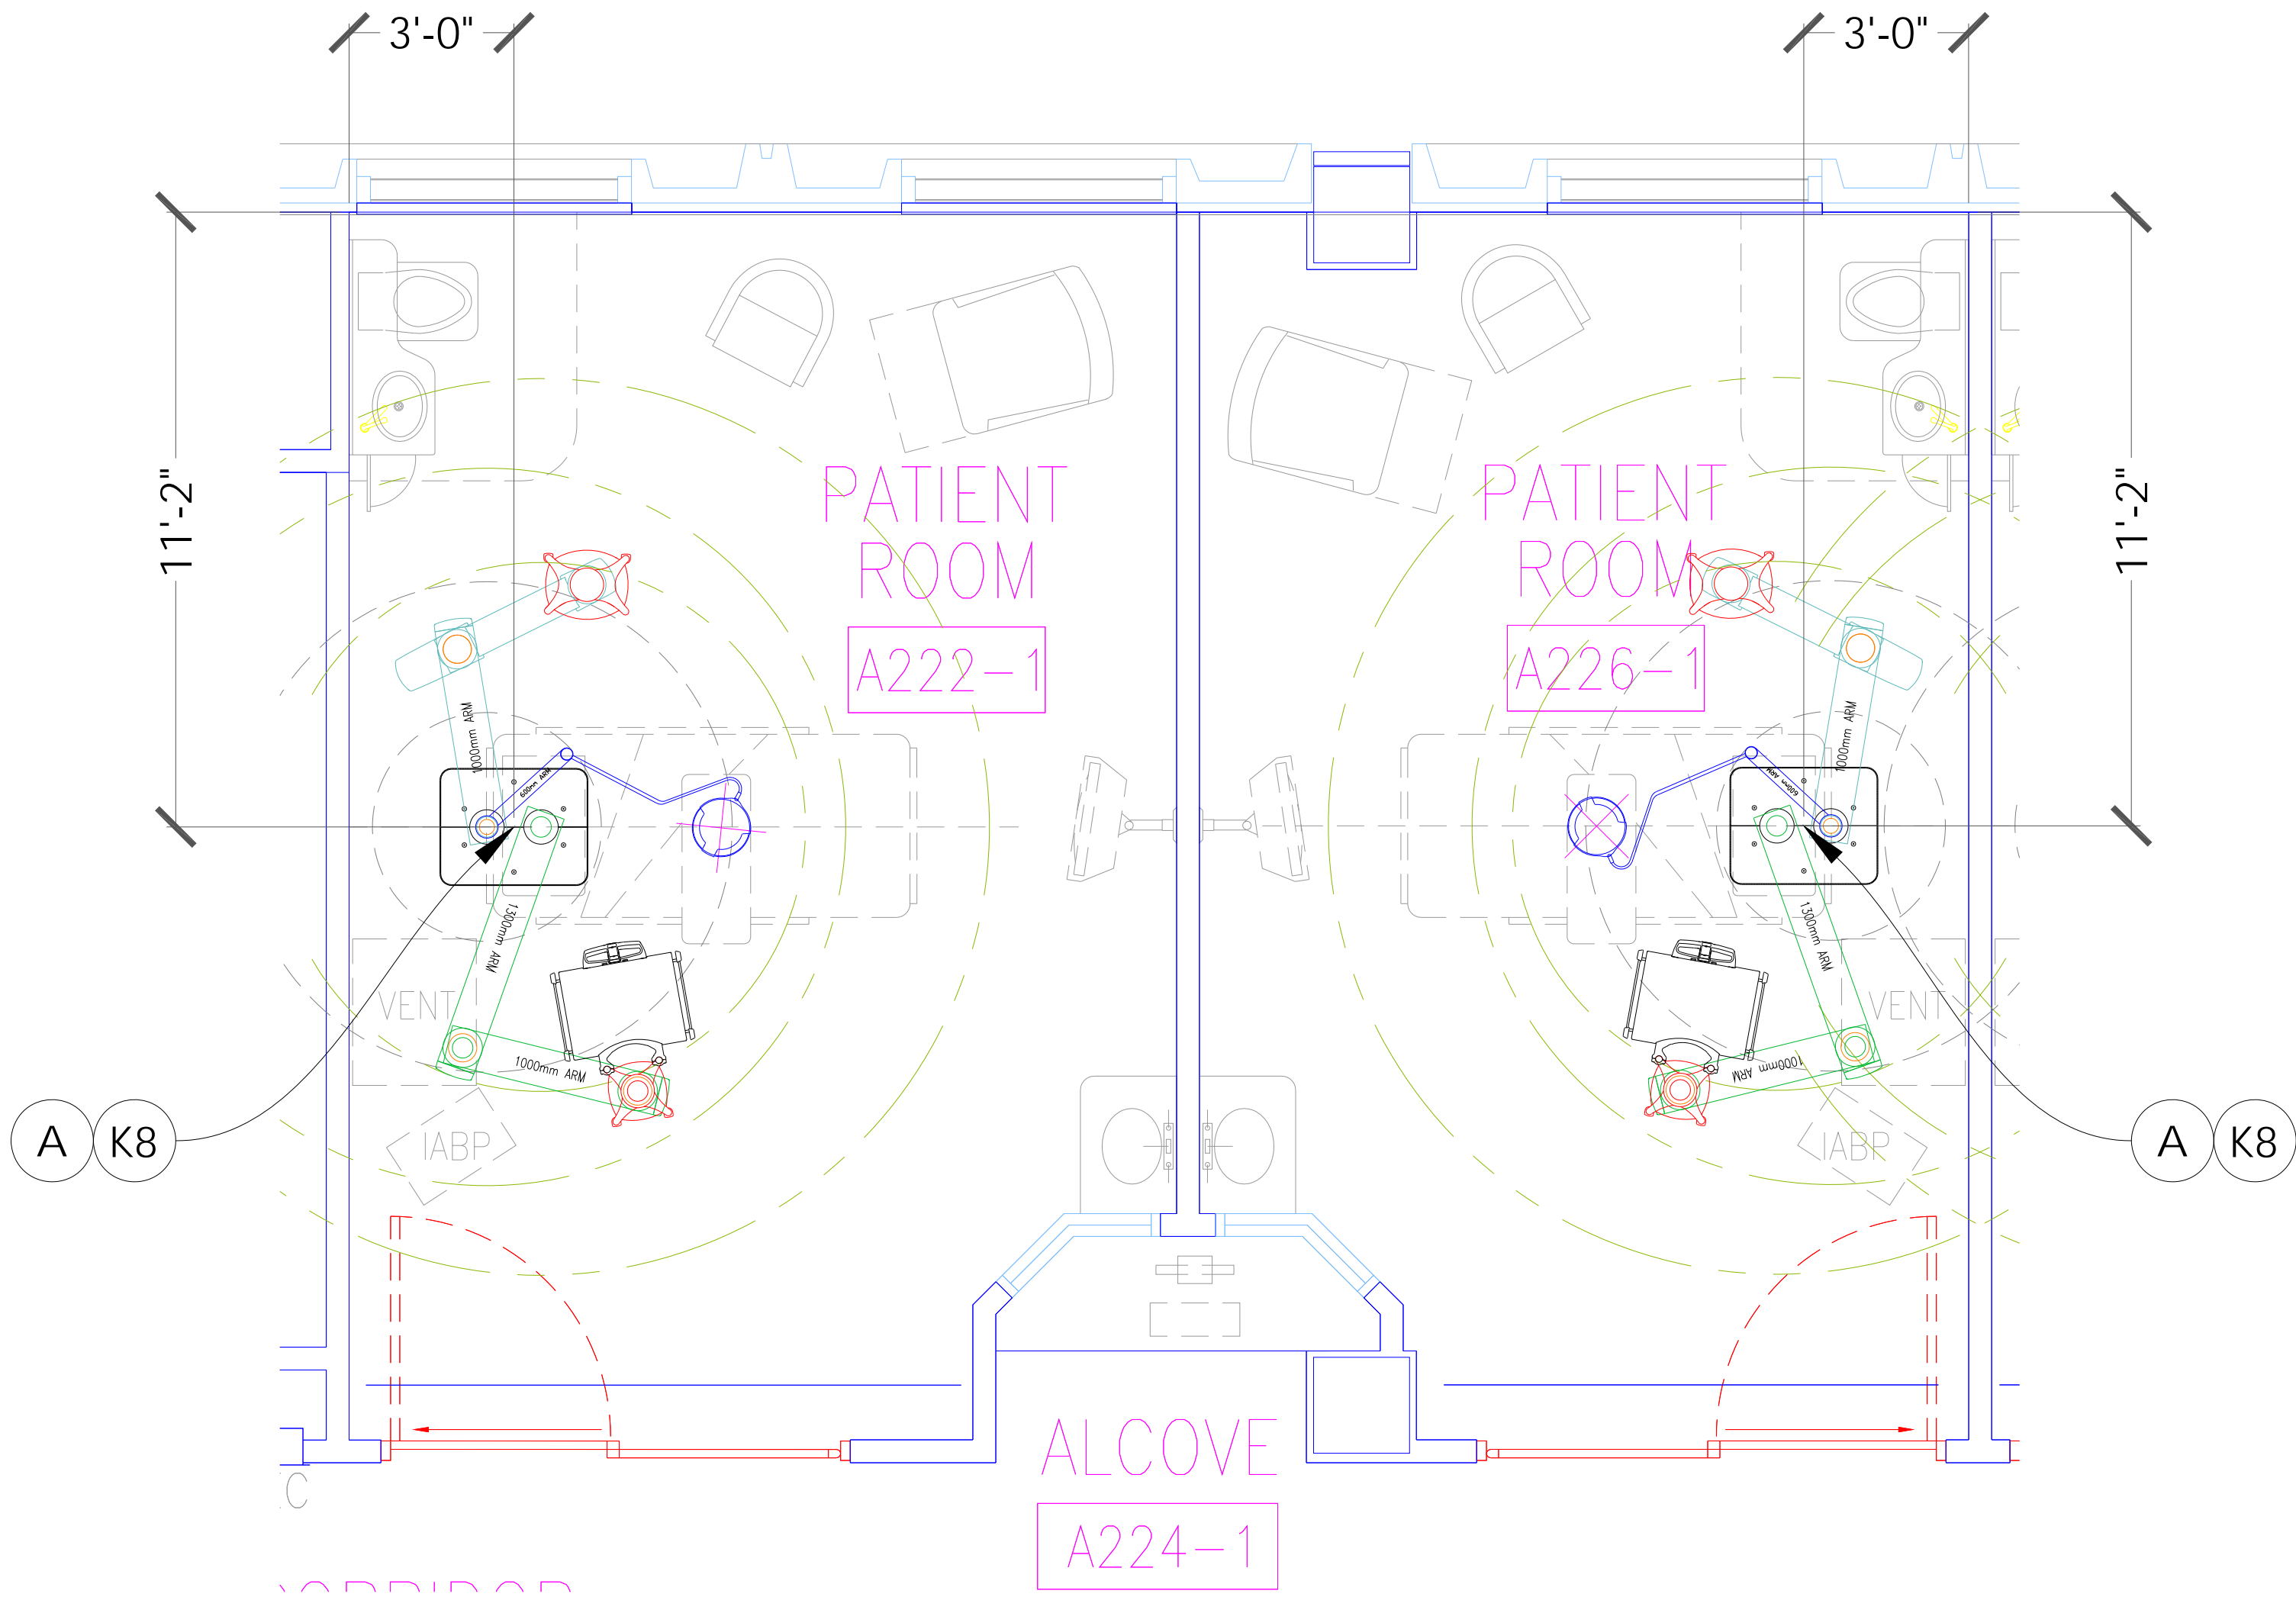 3'-0"
3'-0"
11'-2"
11'-2"
PATIENT
ROOM
A222-1
PATIENT
ROOM
A226-1
1000mm ARM
600mm ARM
1300mm ARM
1000mm ARM
1000mm ARM
600mm ARM
1300mm ARM
1000mm ARM
VENT
VENT
IABP
IABP
A
K8
A
K8
ALCOVE
A224-1
C
CORRIDOR